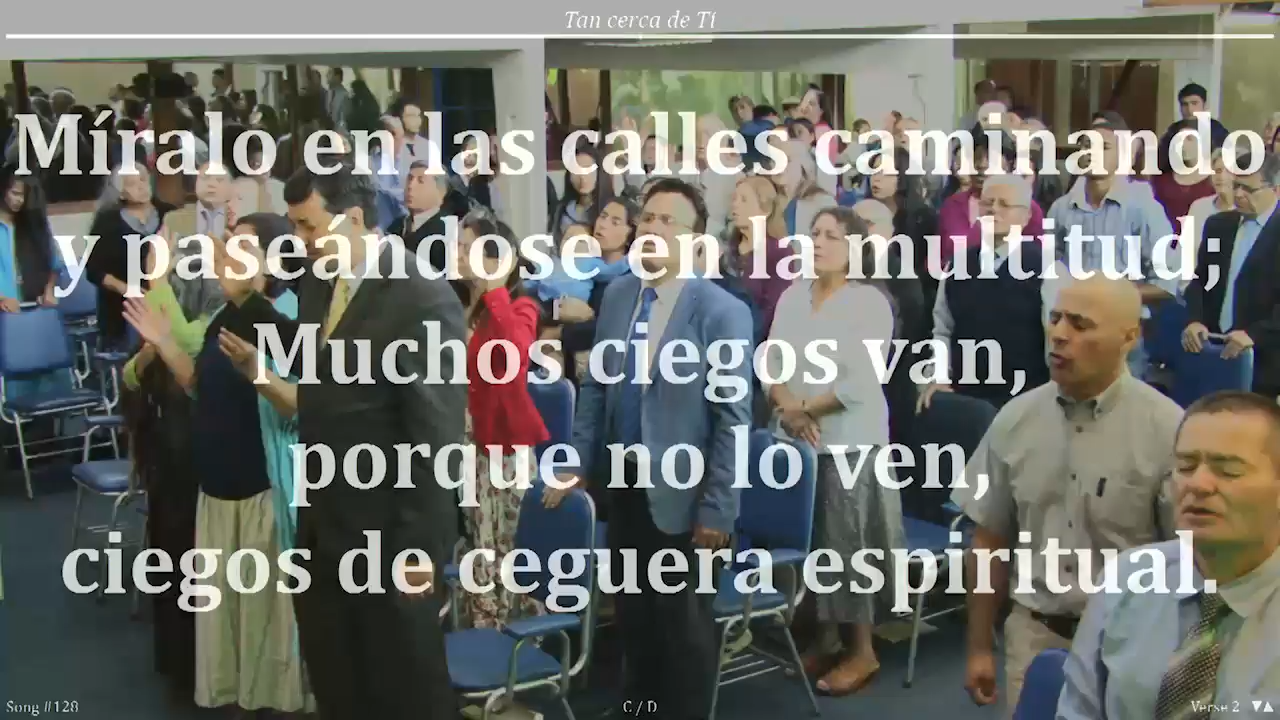 Tan cerca de Tí
Míralo en las calles caminando
y paseándose en la multitud;
Muchos ciegos van,
porque no lo ven,
ciegos de ceguera espiritual.
Song #128
C / D
Verse 2 ▼▲